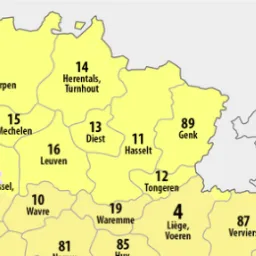 14
Herentals,
Turnhout
rpen
15
Mechelen
13
Diest
89
Genk
11
Hasselt
16
Leuven
12
Tongeren
ssel,
10
Wavre
19
Waremme
4
Liège,
Voeren
87
Vervier
81
85